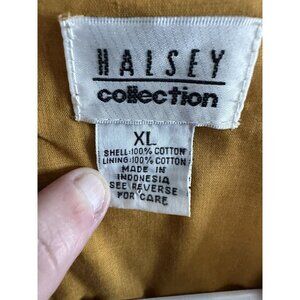 HALSEY
collection
XL
SHELL:100% COTTON
LINING:100% COTTON
MADE IN
INDONESIA
SEE REVERSE
FOR CARE